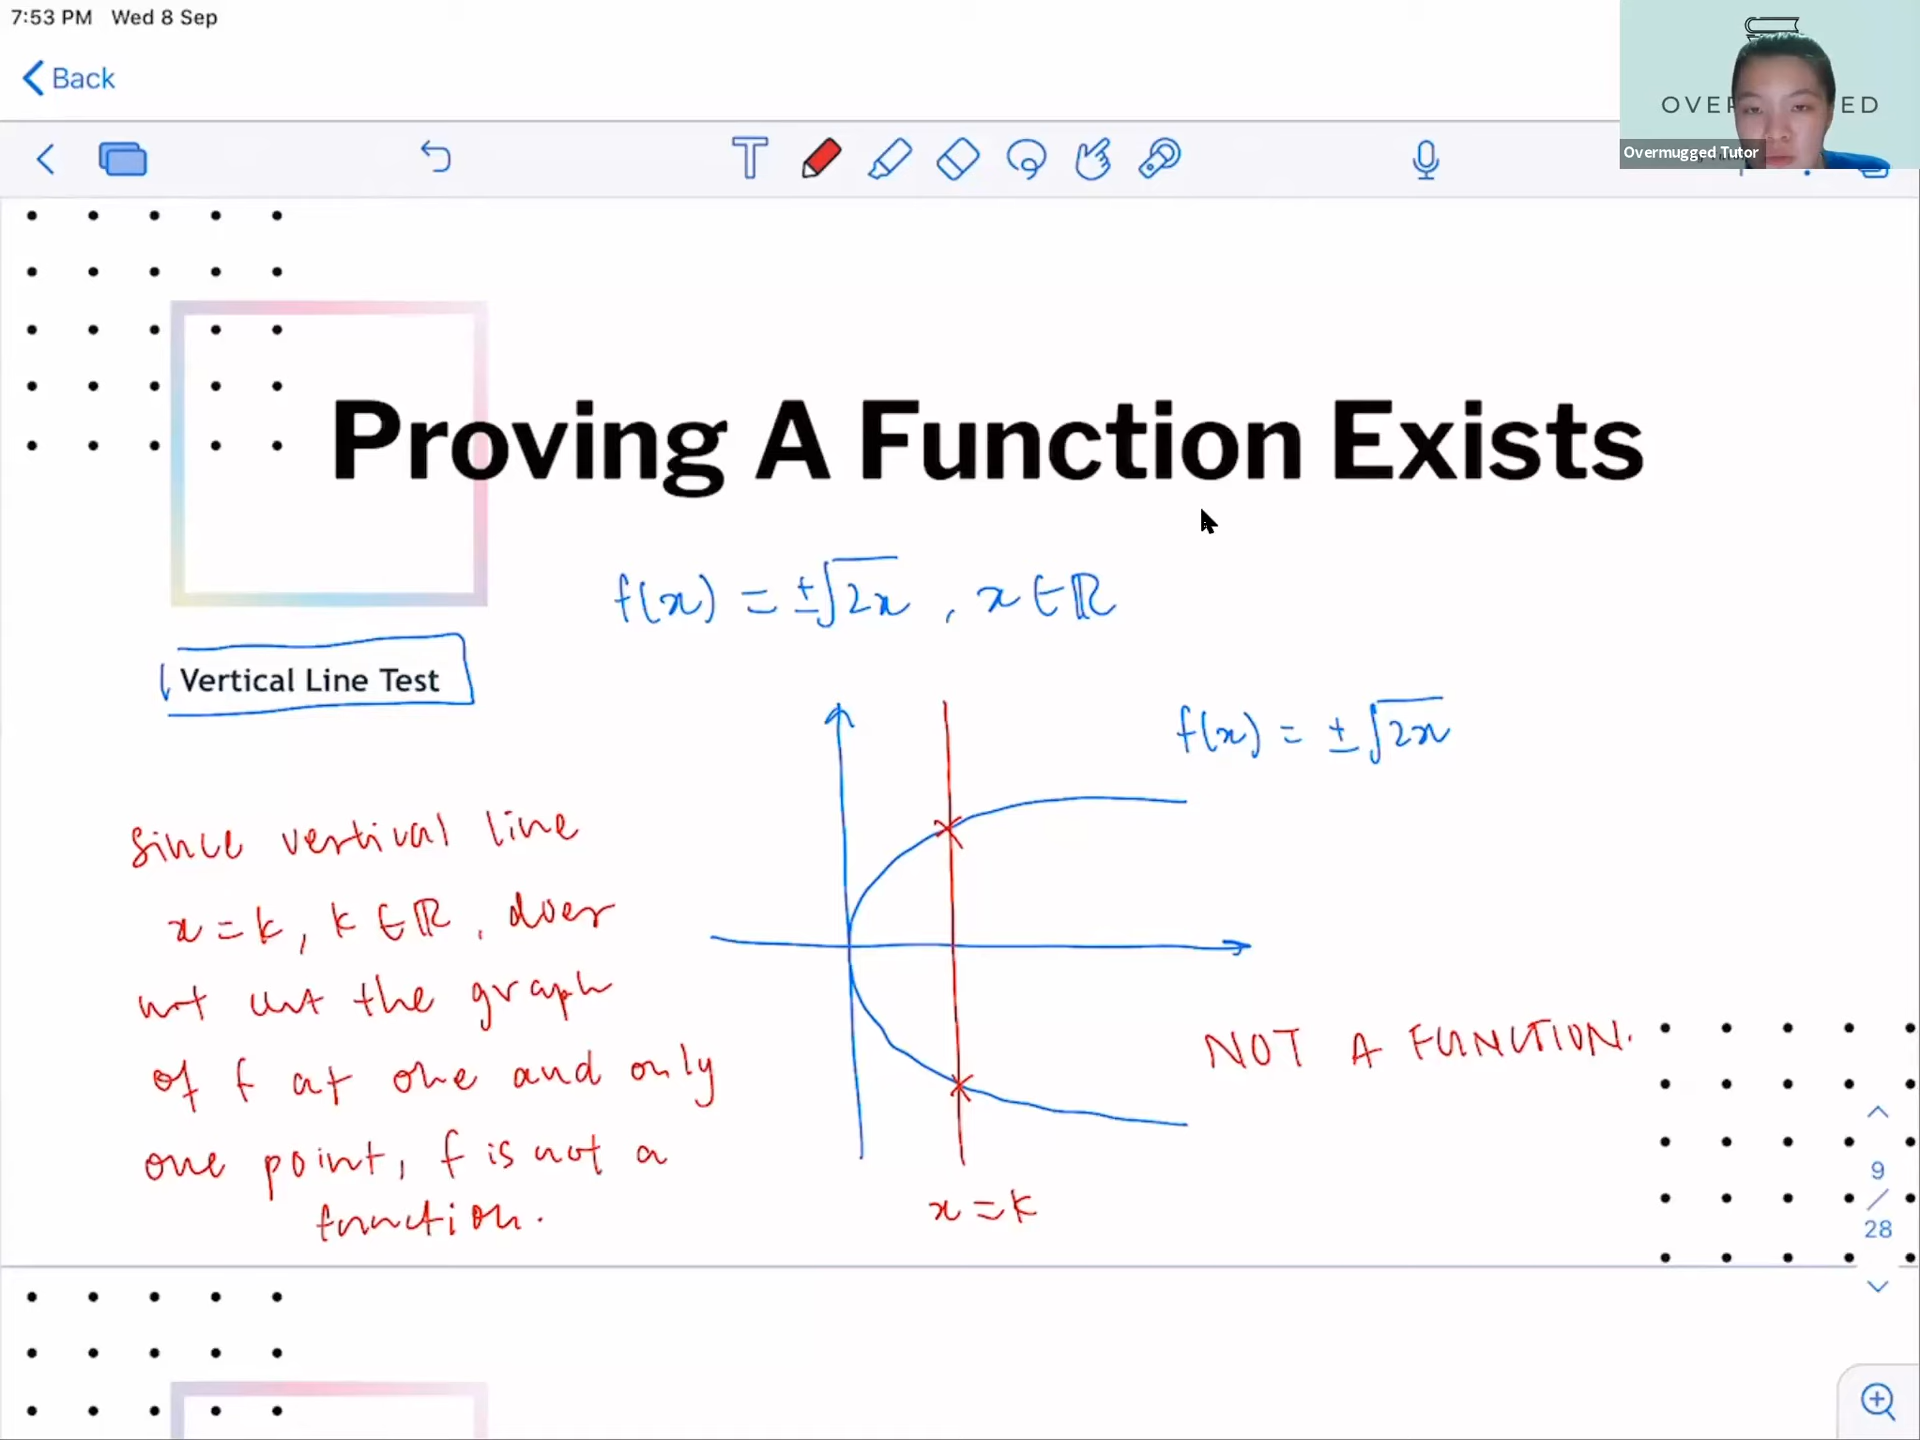 7:53 PM Wed 8 Sep
Back
OVER ED
Overmugged Tutor
Proving A Function Exists
f(x) = ±√2x , x ∈ ℝ
Vertical Line Test
f(x) = ± √2x
Since vertical line
x = k, k ∈ ℝ, does
not cut the graph
of f at one and only
one point, f is not a
function.
NOT A FUNCTION.
x = k
9
/
28